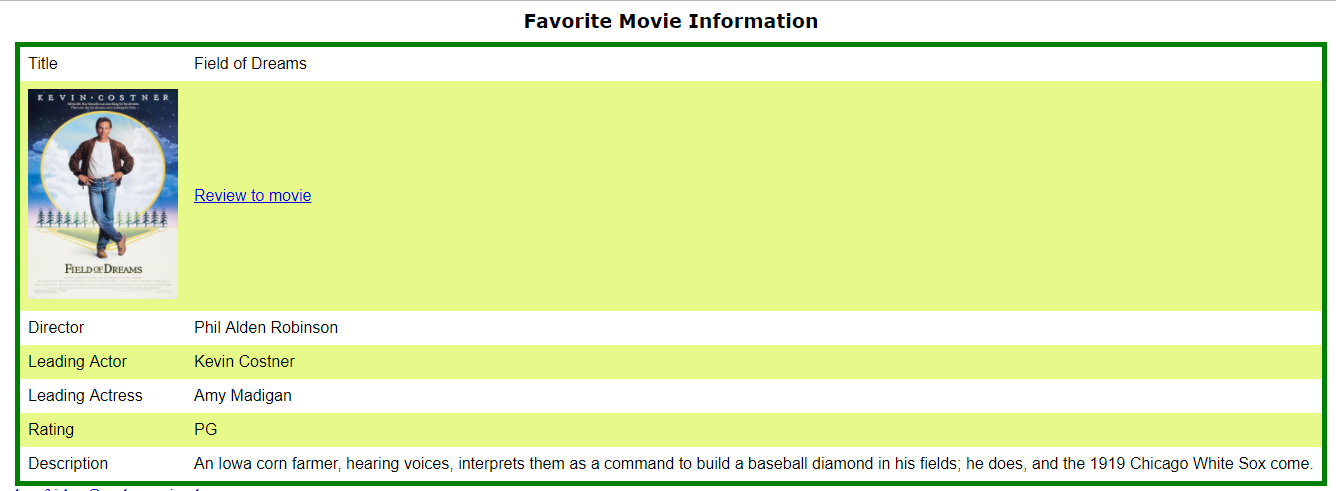 Favorite Movie Information
Title Field of Dreams
KEVIN·COSTNER
FIELD OF DREAMS
Review to movie
Director Phil Alden Robinson
Leading Actor Kevin Costner
Leading Actress Amy Madigan
Rating PG
Description An Iowa corn farmer, hearing voices, interprets them as a command to build a baseball diamond in his fields; he does, and the 1919 Chicago White Sox come.